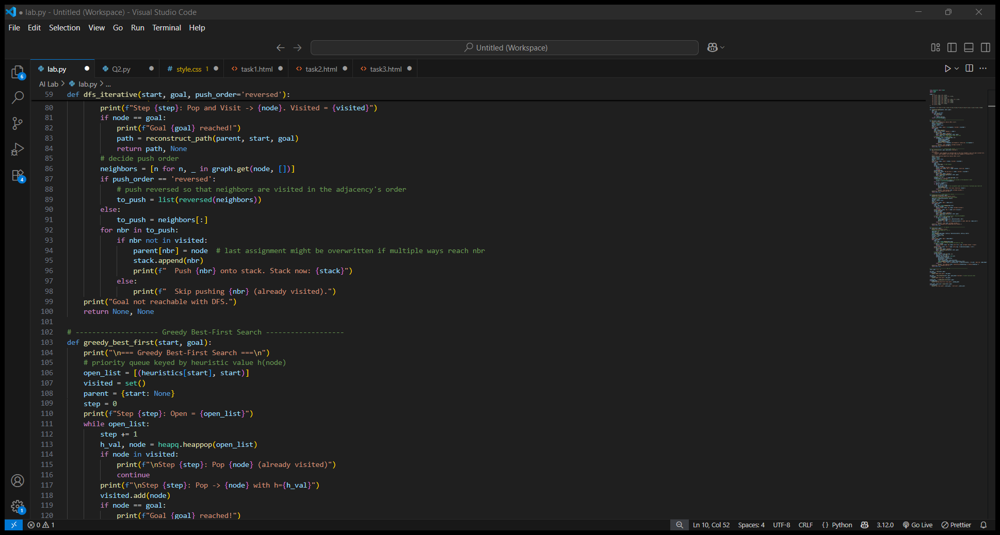 ● lab.py - Untitled (Workspace) - Visual Studio Code
File Edit Selection View Go Run Terminal Help
Untitled (Workspace)
lab.py Q2.py # style.css 1 task1.html task2.html task3.html
AI Lab > lab.py > ...
59 def dfs_iterative(start, goal, push_order='reversed'):
80         print(f"Step {step}: Pop and Visit -> {node}. Visited = {visited}")
81         if node == goal:
82             print(f"Goal {goal} reached!")
83             path = reconstruct_path(parent, start, goal)
84             return path, None
85         # decide push order
86         neighbors = [n for n, _ in graph.get(node, [])]
87         if push_order == 'reversed':
88             # push reversed so that neighbors are visited in the adjacency's order
89             to_push = list(reversed(neighbors))
90         else:
91             to_push = neighbors[:]
92         for nbr in to_push:
93             if nbr not in visited:
94                 parent[nbr] = node  # last assignment might be overwritten if multiple ways reach nbr
95                 stack.append(nbr)
96                 print(f"  Push {nbr} onto stack. Stack now: {stack}")
97             else:
98                 print(f"  Skip pushing {nbr} (already visited).")
99     print("Goal not reachable with DFS.")
100     return None, None
101
102 # -------------------- Greedy Best-First Search -------------------
103 def greedy_best_first(start, goal):
104     print("\n=== Greedy Best-First Search ===\n")
105     # priority queue keyed by heuristic value h(node)
106     open_list = [(heuristics[start], start)]
107     visited = set()
108     parent = {start: None}
109     step = 0
110     print(f"Step {step}: Open = {open_list}")
111     while open_list:
112         step += 1
113         h_val, node = heapq.heappop(open_list)
114         if node in visited:
115             print(f"\nStep {step}: Pop {node} (already visited)")
116             continue
117         print(f"\nStep {step}: Pop -> {node} with h={h_val}")
118         visited.add(node)
119         if node == goal:
120             print(f"Goal {goal} reached!")
6
4
1
0 1 Ln 10, Col 52 Spaces: 4 UTF-8 CRLF {} Python 3.12.0 Go Live Prettier